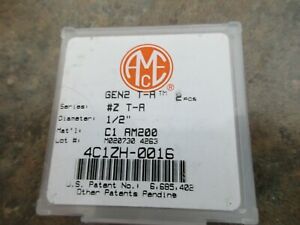 AMEC®
GEN2 T-A™ 2 pcs
Series: #Z T-A
Diameter: 1/2"
Mat'l: C1 AM200
Lot #: M020730 4263
4C1ZH-0016
U.S. Patent No.: 6,685,402
Other Patents Pending